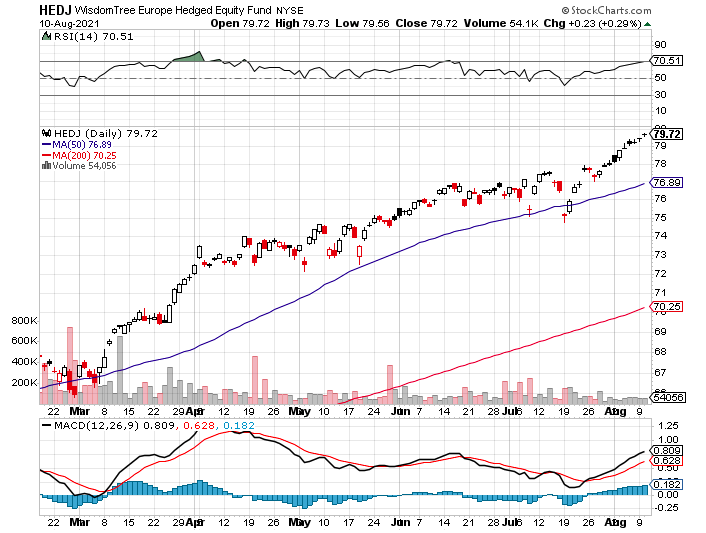 HEDJ WisdomTree Europe Hedged Equity Fund NYSE © StockCharts.com
10-Aug-2021 Open 79.72 High 79.73 Low 79.56 Close 79.72 Volume 54.1K Chg +0.23 (+0.29%)
RSI(14) 70.51
90
70.51
50
30
10
HEDJ (Daily) 79.72
MA(50) 76.89
MA(200) 70.25
Volume 54,056
79.72
79
78
77
76.89
76
75
74
73
72
71
70.25
69
68
67
66
54056
800K
600K
400K
200K
22 Mar 8 15 22 29 Apr 12 19 26 May 10 17 24 Jun 7 14 21 28 Jul 6 12 19 26 Aug 9
MACD(12,26,9) 0.809, 0.628, 0.182
1.25
1.00
0.809
0.628
0.182
0.00
-0.25
22 Mar 8 15 22 29 Apr 12 19 26 May 10 17 24 Jun 7 14 21 28 Jul 6 12 19 26 Aug 9